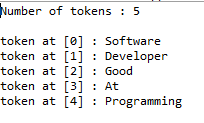 Number of tokens : 5
token at [0] : Software
token at [1] : Developer
token at [2] : Good
token at [3] : At
token at [4] : Programming